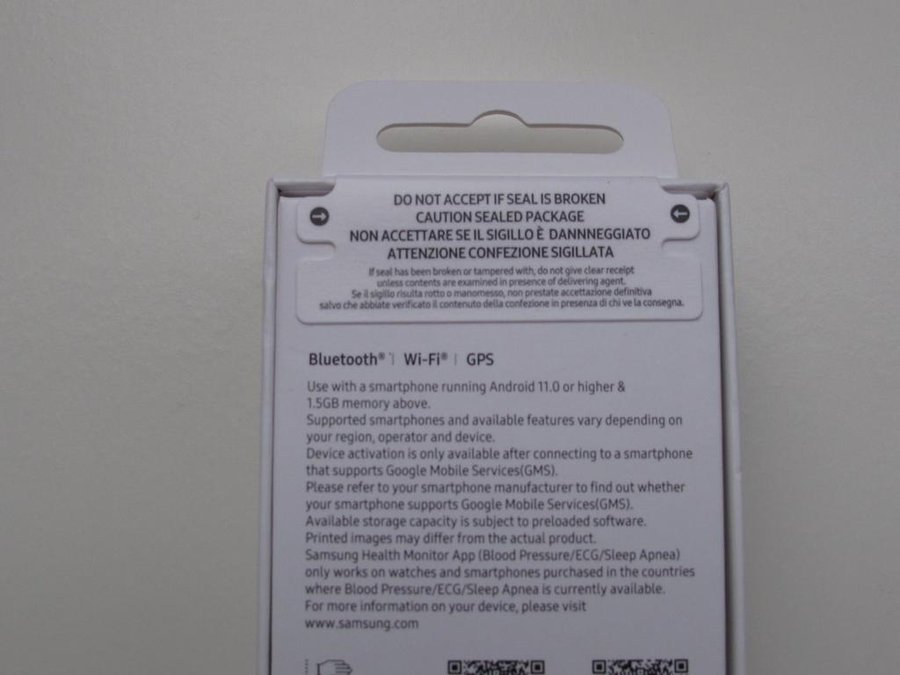 DO NOT ACCEPT IF SEAL IS BROKEN
CAUTION SEALED PACKAGE
NON ACCETTARE SE IL SIGILLO È DANNNEGGIATO
ATTENZIONE CONFEZIONE SIGILLATA
If seal has been broken or tampered with, do not give clear receipt
unless contents are examined in presence of delivering agent.
Se il sigillo risulta rotto o manomesso, non prestate accettazione definitiva
salvo che abbiate verificato il contenuto della confezione in presenza di chi ve la consegna.
Bluetooth® | Wi-Fi® | GPS
Use with a smartphone running Android 11.0 or higher &
1.5GB memory above.
Supported smartphones and available features vary depending on
your region, operator and device.
Device activation is only available after connecting to a smartphone
that supports Google Mobile Services(GMS).
Please refer to your smartphone manufacturer to find out whether
your smartphone supports Google Mobile Services(GMS).
Available storage capacity is subject to preloaded software.
Printed images may differ from the actual product.
Samsung Health Monitor App (Blood Pressure/ECG/Sleep Apnea)
only works on watches and smartphones purchased in the countries
where Blood Pressure/ECG/Sleep Apnea is currently available.
For more information on your device, please visit
www.samsung.com